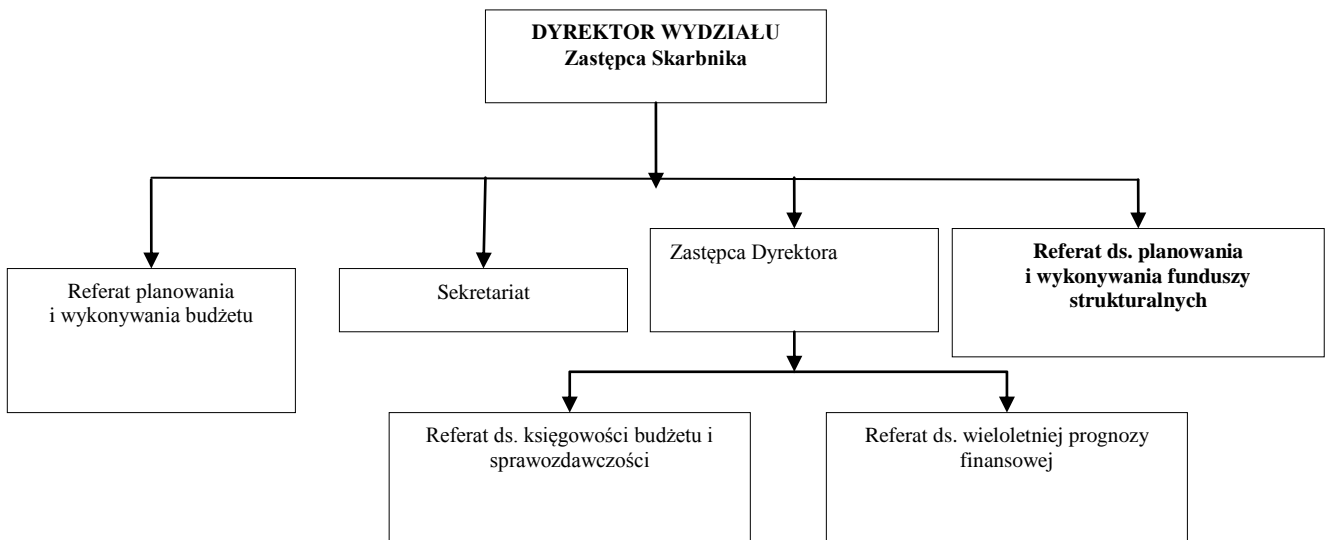 DYREKTOR WYDZIAŁU
Zastępca Skarbnika
Referat planowania
i wykonywania budżetu
Sekretariat
Zastępca Dyrektora
Referat ds. planowania
i wykonywania funduszy
strukturalnych
Referat ds. księgowości budżetu i
sprawozdawczości
Referat ds. wieloletniej prognozy
finansowej